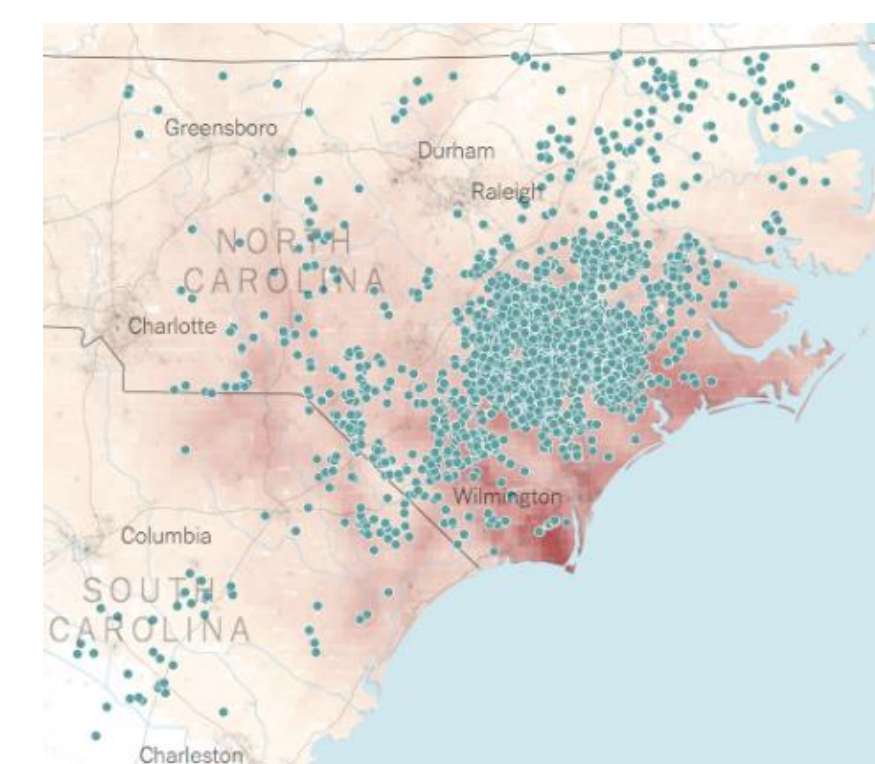 Greensboro
Durham
Raleigh
NORTH
CAROLINA
Charlotte
Wilmington
Columbia
SOUTH
CAROLINA
Charleston